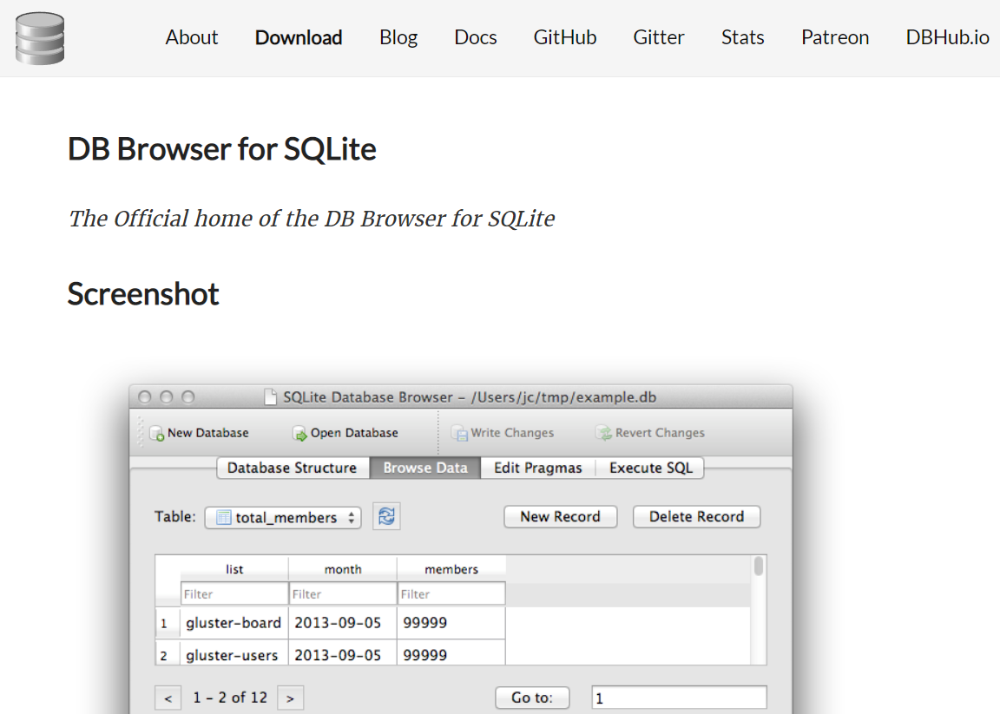 About Download Blog Docs GitHub Gitter Stats Patreon DBHub.io
DB Browser for SQLite
The Official home of the DB Browser for SQLite
Screenshot
SQLite Database Browser - /Users/jc/tmp/example.db
New Database Open Database Write Changes Revert Changes
Database Structure Browse Data Edit Pragmas Execute SQL
Table: total_members New Record Delete Record
list month members
Filter Filter Filter
1 gluster-board 2013-09-05 99999
2 gluster-users 2013-09-05 99999
< 1 - 2 of 12 > Go to: 1